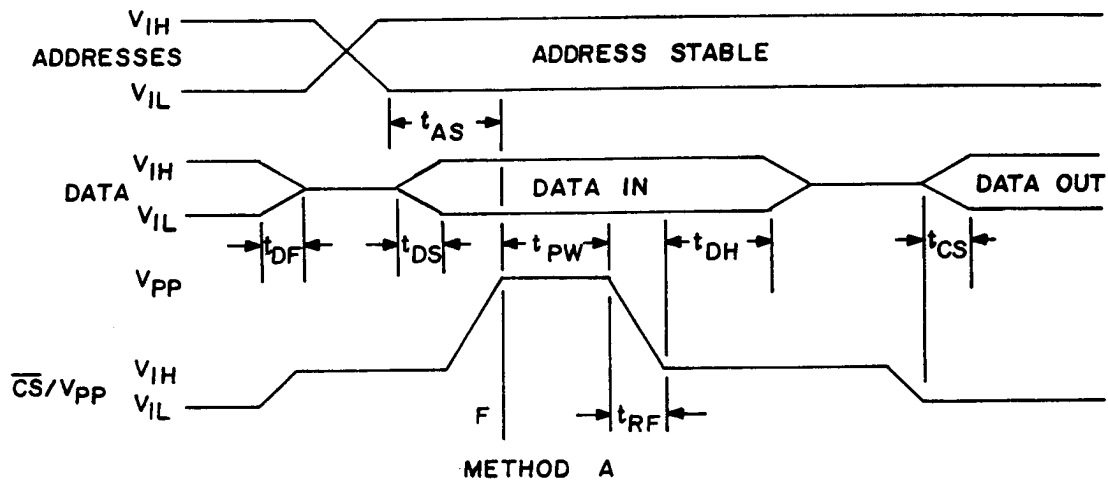 VIH
ADDRESSES
ADDRESS STABLE
VIL
tAS
VIH
DATA
DATA IN
DATA OUT
VIL
tDF
tDS
tPW
tDH
tCS
VPP
VIH
CS/VPP
VIL
F
tRF
METHOD A